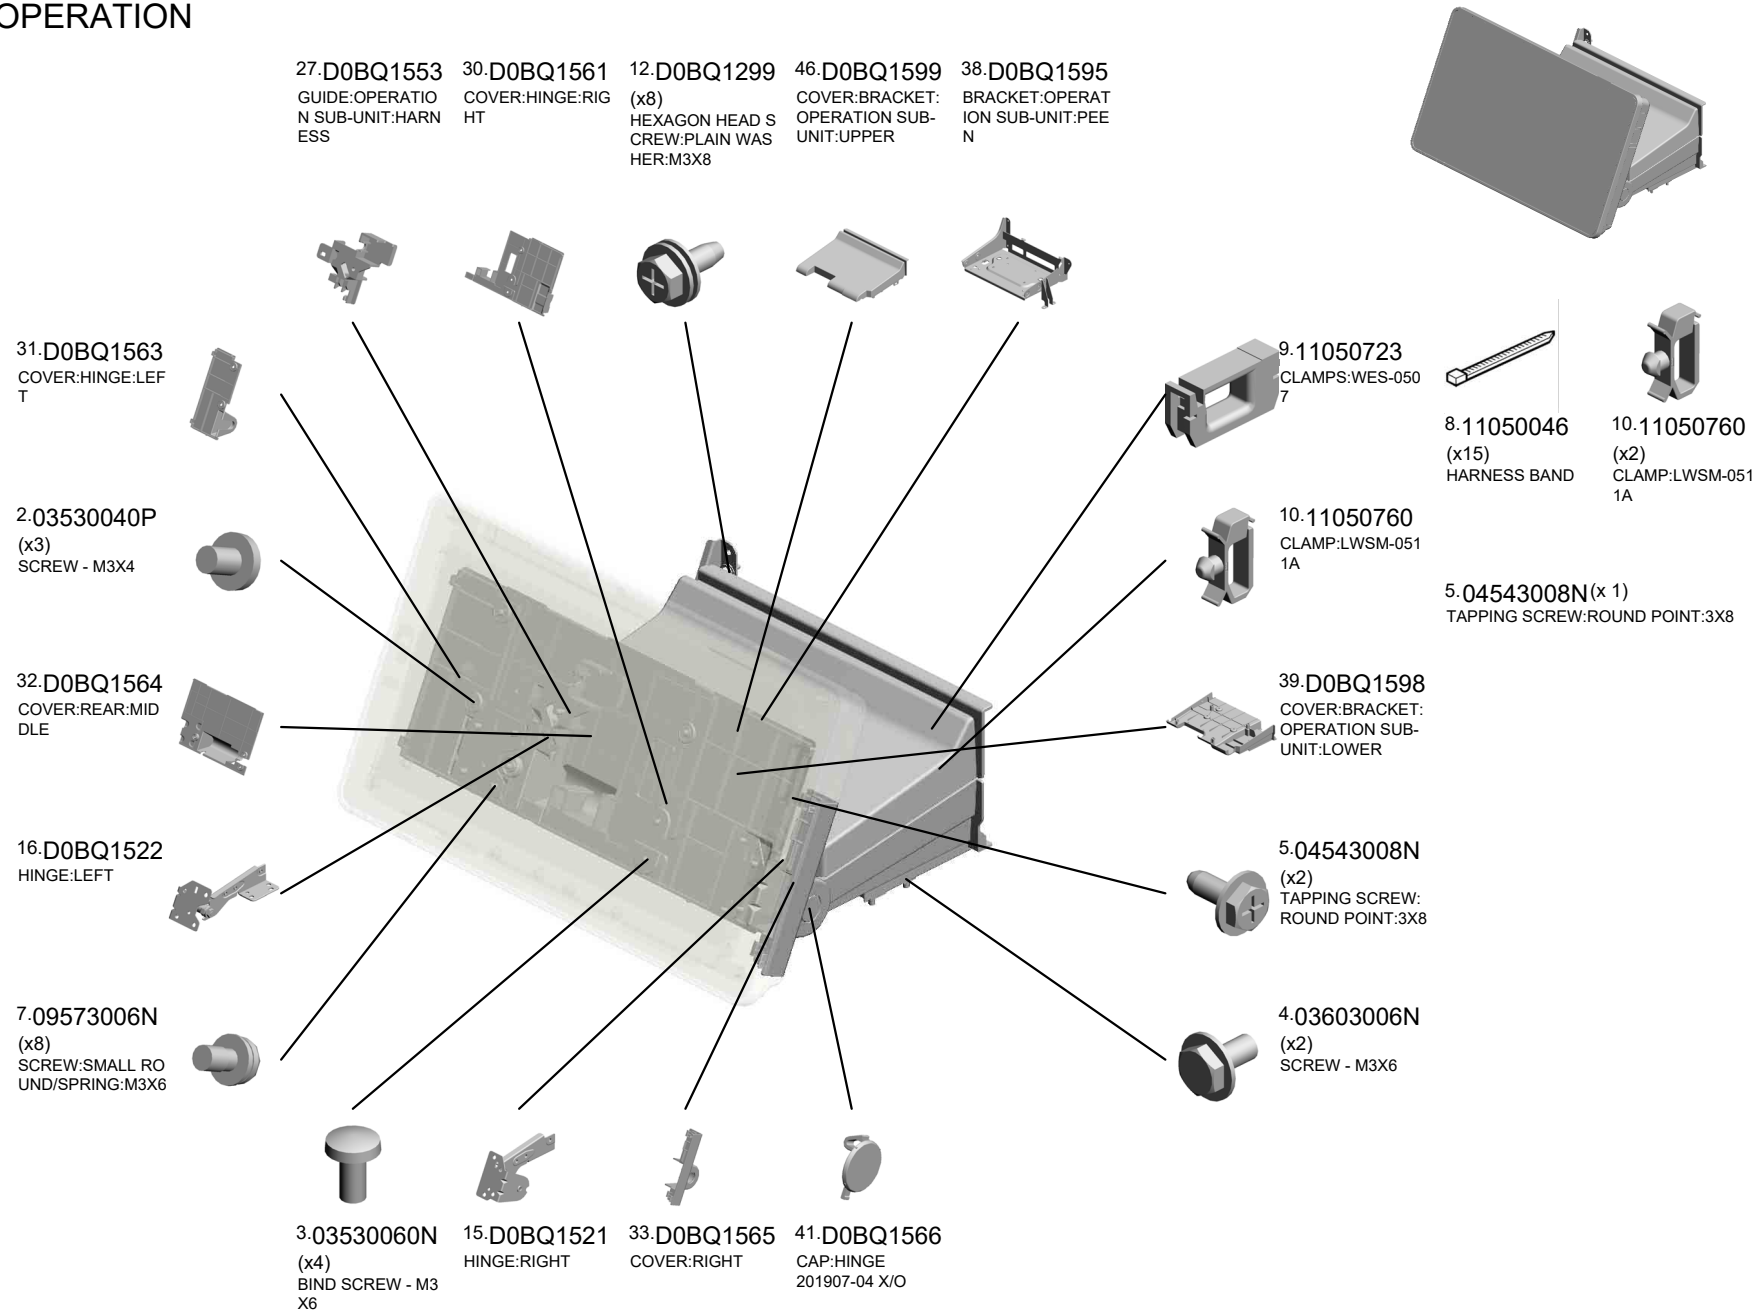 OPERATION
27.D0BQ1553
GUIDE:OPERATIO
N SUB-UNIT:HARN
ESS
30.D0BQ1561
COVER:HINGE:RIG
HT
12.D0BQ1299
(x8)
HEXAGON HEAD S
CREW:PLAIN WAS
HER:M3X8
46.D0BQ1599
COVER:BRACKET:
OPERATION SUB-
UNIT:UPPER
38.D0BQ1595
BRACKET:OPERAT
ION SUB-UNIT:PEE
N
31.D0BQ1563
COVER:HINGE:LEF
T
9.11050723
CLAMPS:WES-050
7
8.11050046
(x15)
HARNESS BAND
10.11050760
(x2)
CLAMP:LWSM-051
1A
2.03530040P
(x3)
SCREW - M3X4
10.11050760
CLAMP:LWSM-051
1A
5.04543008N(x 1)
TAPPING SCREW:ROUND POINT:3X8
32.D0BQ1564
COVER:REAR:MID
DLE
39.D0BQ1598
COVER:BRACKET:
OPERATION SUB-
UNIT:LOWER
16.D0BQ1522
HINGE:LEFT
5.04543008N
(x2)
TAPPING SCREW:
ROUND POINT:3X8
7.09573006N
(x8)
SCREW:SMALL RO
UND/SPRING:M3X6
4.03603006N
(x2)
SCREW - M3X6
3.03530060N
(x4)
BIND SCREW - M3
X6
15.D0BQ1521
HINGE:RIGHT
33.D0BQ1565
COVER:RIGHT
41.D0BQ1566
CAP:HINGE
201907-04 X/O